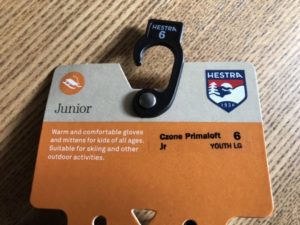 HESTRA
6
HESTRA
1936
Junior
Warm and comfortable gloves
and mittens for kids of all ages.
Suitable for skiing and other
outdoor activities.
Czone Primaloft 6
Jr YOUTH LG